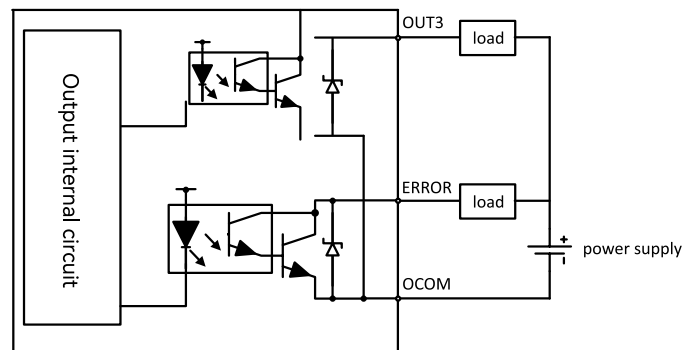 OUT3
load
Output internal circuit
ERROR
load
+
power supply
OCOM